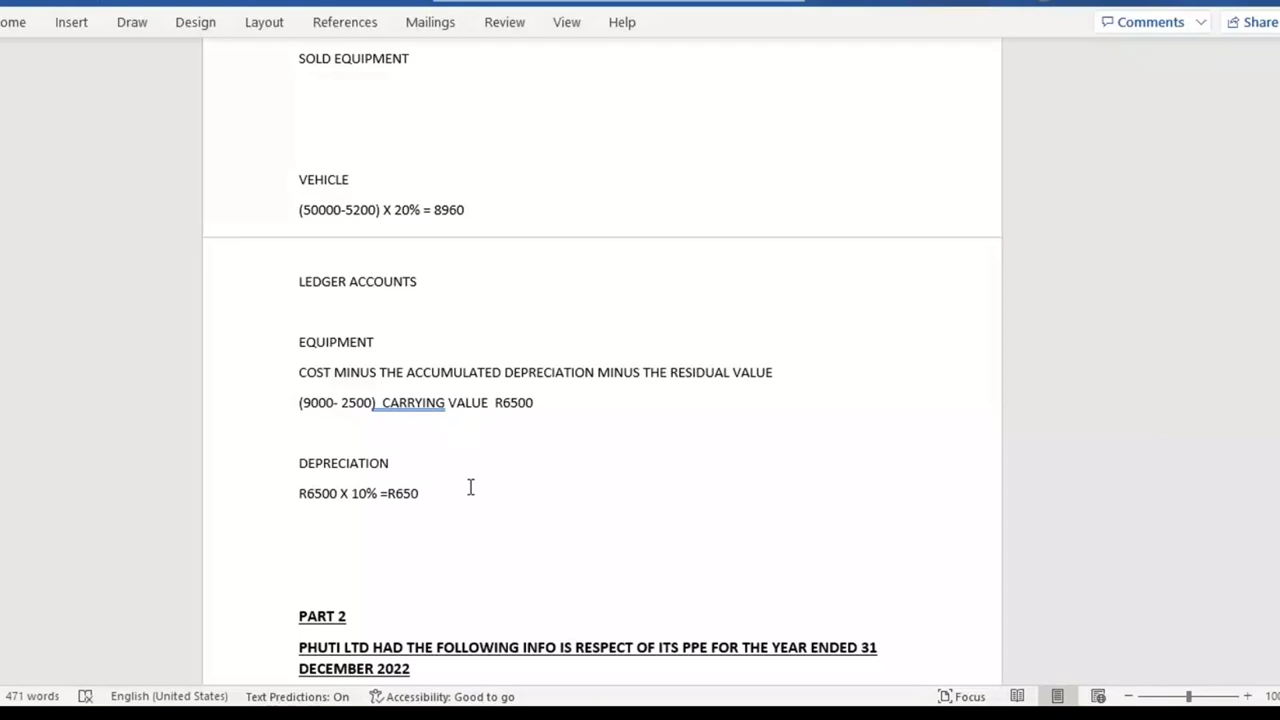 ome Insert Draw Design Layout References Mailings Review View Help Comments Share
SOLD EQUIPMENT
VEHICLE
(50000-5200) X 20% = 8960
LEDGER ACCOUNTS
EQUIPMENT
COST MINUS THE ACCUMULATED DEPRECIATION MINUS THE RESIDUAL VALUE
(9000- 2500) CARRYING VALUE R6500
DEPRECIATION
R6500 X 10% =R650
PART 2
PHUTI LTD HAD THE FOLLOWING INFO IS RESPECT OF ITS PPE FOR THE YEAR ENDED 31
DECEMBER 2022
471 words English (United States) Text Predictions: On Accessibility: Good to go Focus 100